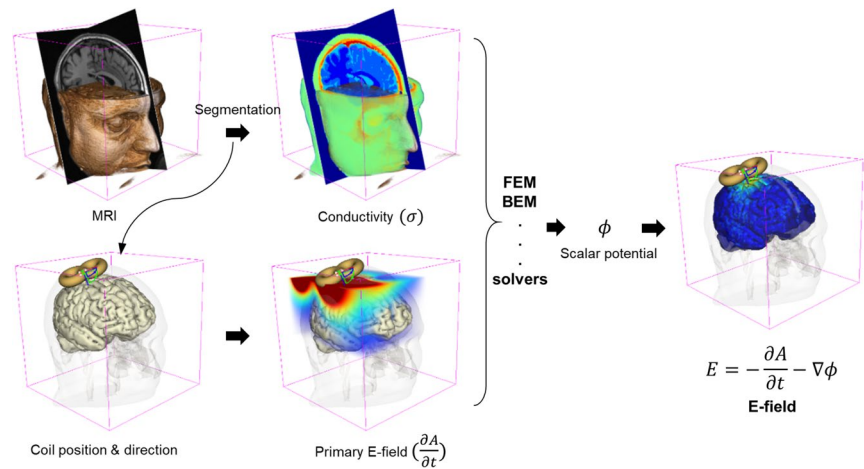 Segmentation
MRI
Conductivity (σ)
Coil position & direction
Primary E-field (∂A/∂t)
FEM
BEM
.
.
.
solvers
ϕ
Scalar potential
E = −∂A/∂t − ∇ϕ
E-field